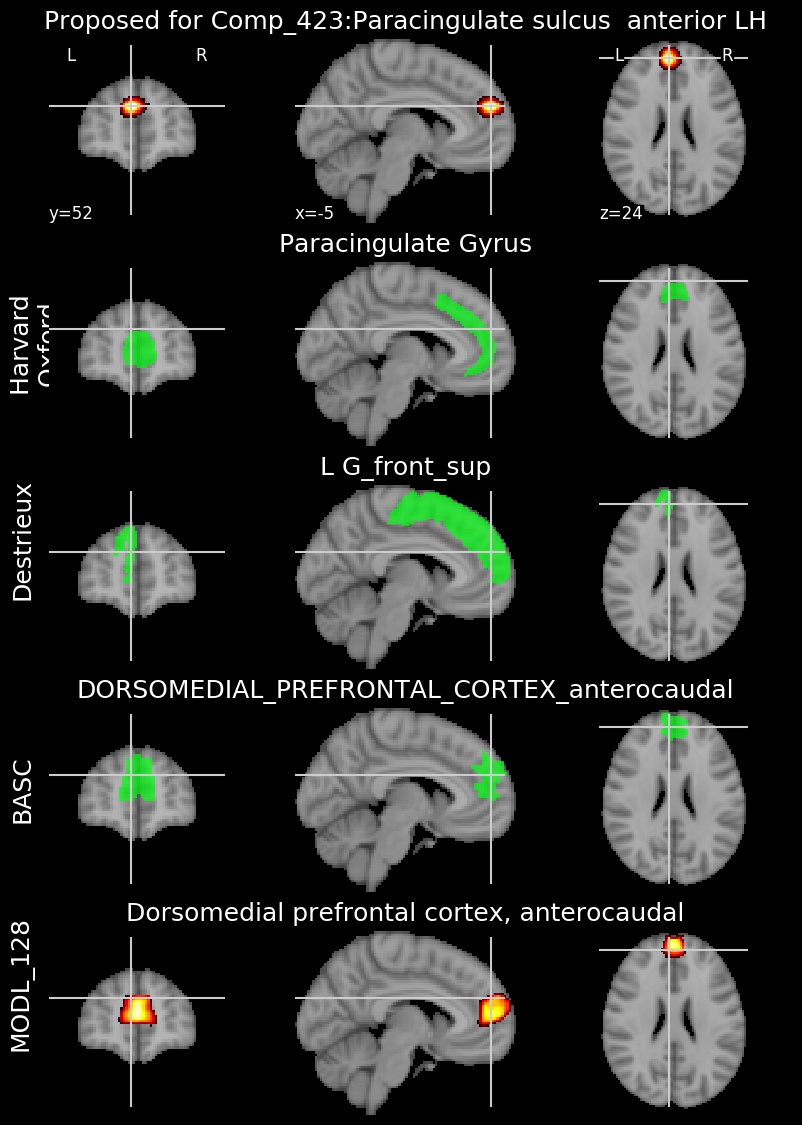 Proposed for Comp_423:Paracingulate sulcus  anterior LH
L R L R
y=52 x=-5 z=24
Paracingulate Gyrus
Harvard
L G_front_sup
Destrieux
DORSOMEDIAL_PREFRONTAL_CORTEX_anterocaudal
BASC
Dorsomedial prefrontal cortex, anterocaudal
MODL_128